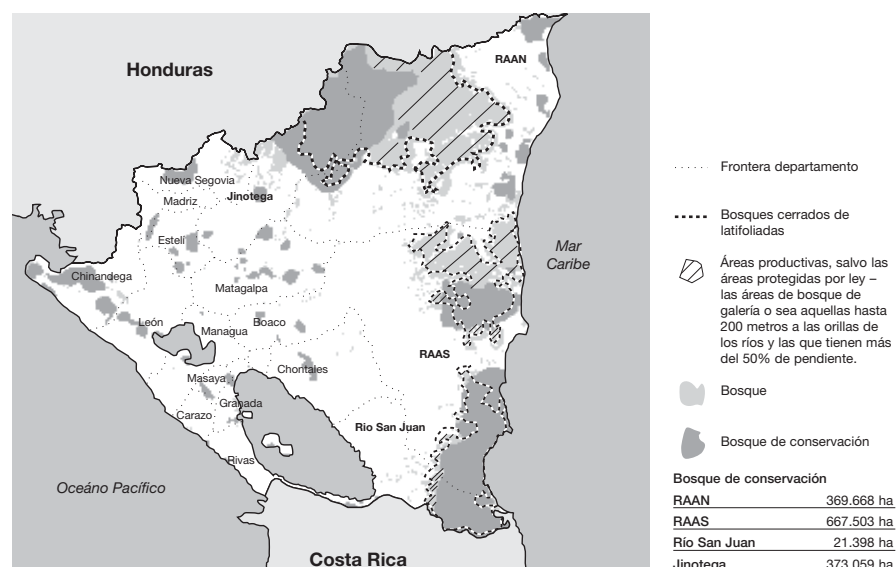 Honduras
RAAN
Nueva Segovia
Madriz
Jinotega
Estelí
Chinandega
Matagalpa
Mar
Caribe
León
Managua
Boaco
RAAS
Masaya
Chontales
Granada
Carazo
Río San Juan
Rivas
Oceáno Pacífico
Costa Rica
Frontera departamento
Bosques cerrados de
latifoliadas
Áreas productivas, salvo las
áreas protegidas por ley –
las áreas de bosque de
galería o sea aquellas hasta
200 metros a las orillas de
los ríos y las que tienen más
del 50% de pendiente.
Bosque
Bosque de conservación
Bosque de conservación
RAAN 369.668 ha
RAAS 667.503 ha
Río San Juan 21.398 ha
Jinotega 373.059 ha